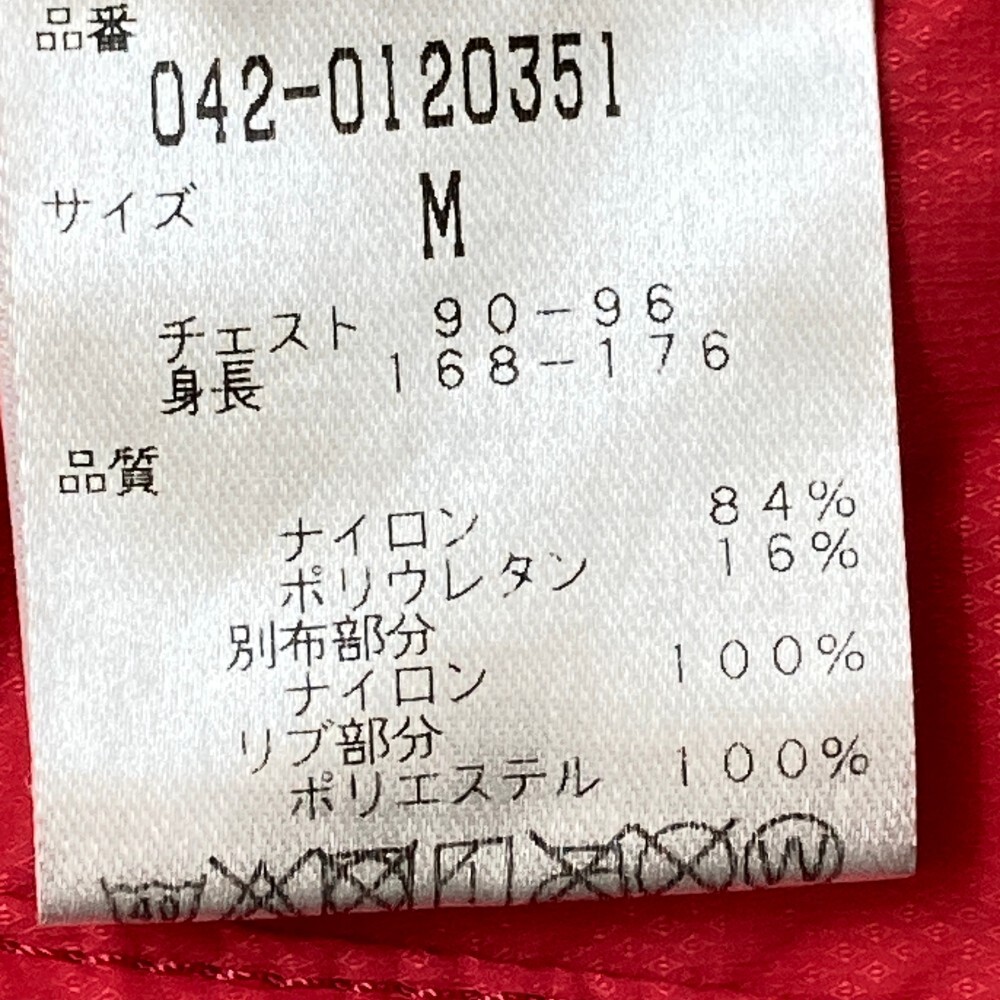 品番
042-0120351
サイズ M
チェスト 90-96
身長 168-176
品質
ナイロン 84%
ポリウレタン 16%
別布部分
ナイロン 100%
リブ部分
ポリエステル 100%
40 W